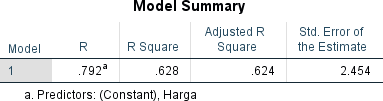 Model Summary
Model R R Square Adjusted R Square Std. Error of the Estimate
1 .792a .628 .624 2.454
a. Predictors: (Constant), Harga